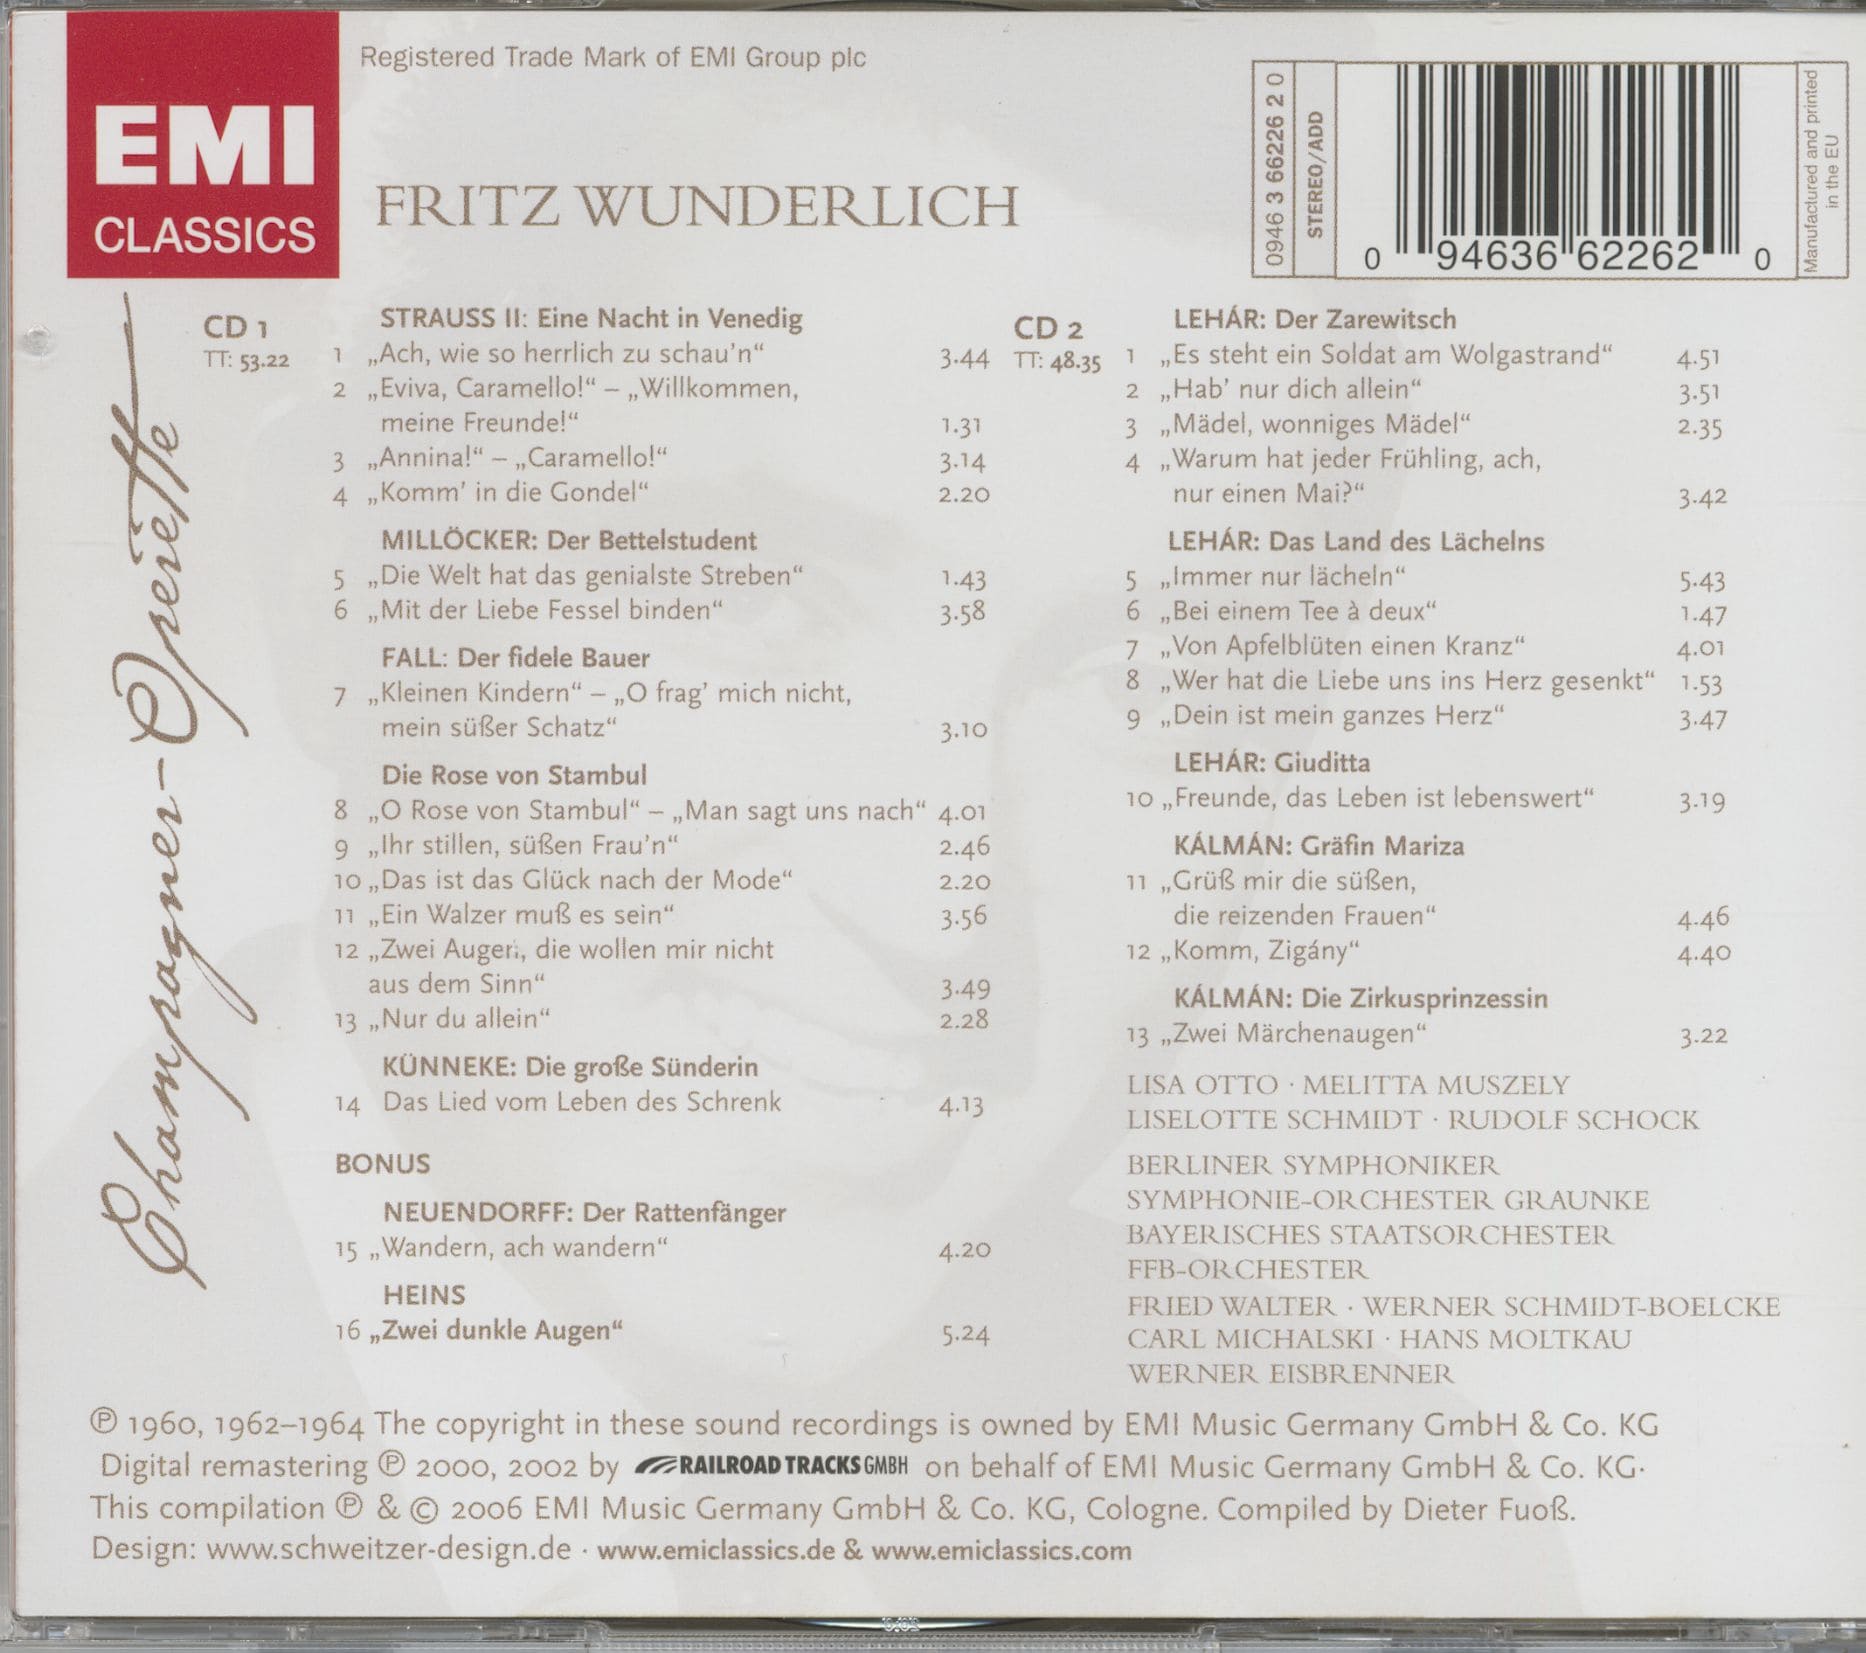 Registered Trade Mark of EMI Group plc
EMI
CLASSICS
FRITZ WUNDERLICH
0946 3 66226 2 0
STEREO/ADD
0 94636 62262 0
Manufactured and printed
in the EU
Champagner-Operette
CD 1
TT: 53.22
STRAUSS II: Eine Nacht in Venedig
1 „Ach, wie so herrlich zu schau'n“ 3.44
2 „Eviva, Caramello!“ – „Willkommen,
meine Freunde!“ 1.31
3 „Annina!“ – „Caramello!“ 3.14
4 „Komm' in die Gondel“ 2.20
MILLÖCKER: Der Bettelstudent
5 „Die Welt hat das genialste Streben“ 1.43
6 „Mit der Liebe Fessel binden“ 3.58
FALL: Der fidele Bauer
7 „Kleinen Kindern“ – „O frag' mich nicht,
mein süßer Schatz“ 3.10
Die Rose von Stambul
8 „O Rose von Stambul“ – „Man sagt uns nach“ 4.01
9 „Ihr stillen, süßen Frau'n“ 2.46
10 „Das ist das Glück nach der Mode“ 2.20
11 „Ein Walzer muß es sein“ 3.56
12 „Zwei Augen, die wollen mir nicht
aus dem Sinn“ 3.49
13 „Nur du allein“ 2.28
KÜNNEKE: Die große Sünderin
14 Das Lied vom Leben des Schrenk 4.13
BONUS
NEUENDORFF: Der Rattenfänger
15 „Wandern, ach wandern“ 4.20
HEINS
16 „Zwei dunkle Augen“ 5.24
CD 2
TT: 48.35
LEHÁR: Der Zarewitsch
1 „Es steht ein Soldat am Wolgastrand“ 4.51
2 „Hab' nur dich allein“ 3.51
3 „Mädel, wonniges Mädel“ 2.35
4 „Warum hat jeder Frühling, ach,
nur einen Mai?“ 3.42
LEHÁR: Das Land des Lächelns
5 „Immer nur lächeln“ 5.43
6 „Bei einem Tee à deux“ 1.47
7 „Von Apfelblüten einen Kranz“ 4.01
8 „Wer hat die Liebe uns ins Herz gesenkt“ 1.53
9 „Dein ist mein ganzes Herz“ 3.47
LEHÁR: Giuditta
10 „Freunde, das Leben ist lebenswert“ 3.19
KÁLMÁN: Gräfin Mariza
11 „Grüß mir die süßen,
die reizenden Frauen“ 4.46
12 „Komm, Zigány“ 4.40
KÁLMÁN: Die Zirkusprinzessin
13 „Zwei Märchenaugen“ 3.22
LISA OTTO · MELITTA MUSZELY
LISELOTTE SCHMIDT · RUDOLF SCHOCK
BERLINER SYMPHONIKER
SYMPHONIE-ORCHESTER GRAUNKE
BAYERISCHES STAATSORCHESTER
FFB-ORCHESTER
FRIED WALTER · WERNER SCHMIDT-BOELCKE
CARL MICHALSKI · HANS MOLTKAU
WERNER EISBRENNER
℗ 1960, 1962–1964 The copyright in these sound recordings is owned by EMI Music Germany GmbH & Co. KG
Digital remastering ℗ 2000, 2002 by RAILROAD TRACKS GMBH on behalf of EMI Music Germany GmbH & Co. KG.
This compilation ℗ & © 2006 EMI Music Germany GmbH & Co. KG, Cologne. Compiled by Dieter Fuoß.
Design: www.schweitzer-design.de · www.emiclassics.de & www.emiclassics.com